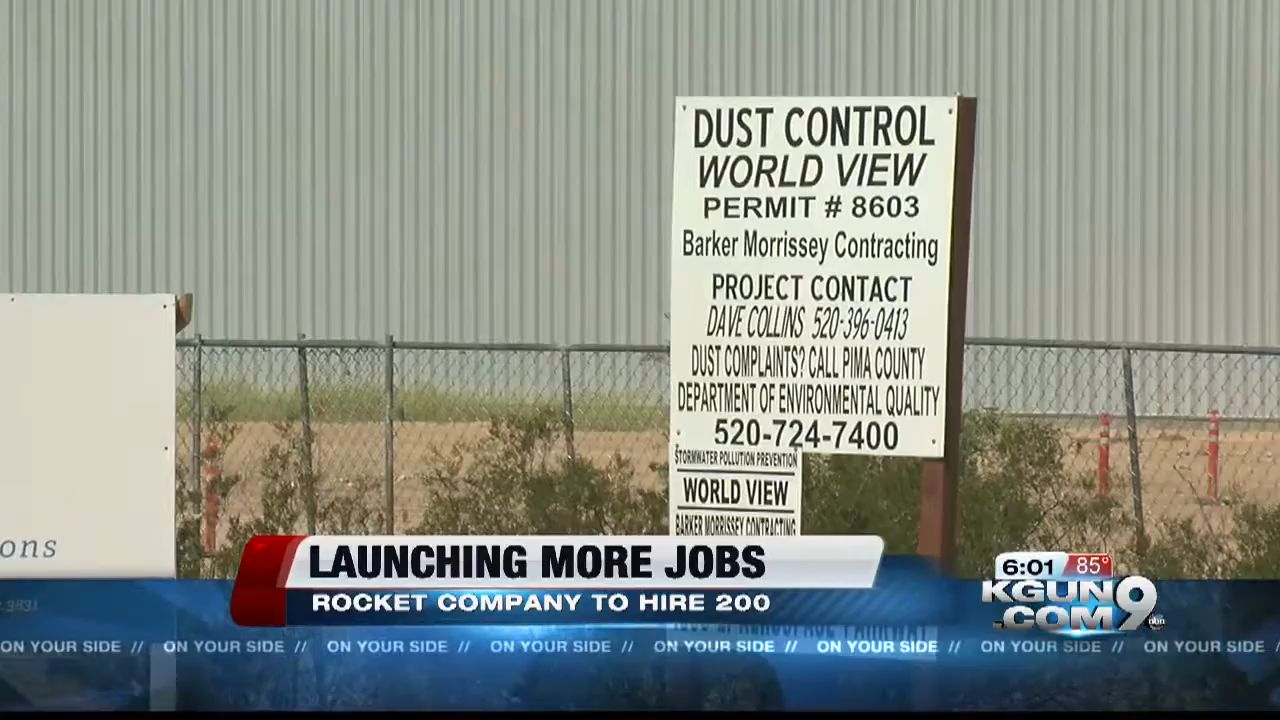 DUST CONTROL
WORLD VIEW
PERMIT # 8603
Barker Morrissey Contracting
PROJECT CONTACT
DAVE COLLINS 520-396-0413
DUST COMPLAINTS? CALL PIMA COUNTY
DEPARTMENT OF ENVIRONMENTAL QUALITY
520-724-7400
STORMWATER POLLUTION PREVENTION
WORLD VIEW
BARKER MORRISSEY CONTRACTING
ons
LAUNCHING MORE JOBS
ROCKET COMPANY TO HIRE 200
6:01 85°
KGUN9
.COM abc
ON YOUR SIDE // ON YOUR SIDE // ON YOUR SIDE // ON YOUR SIDE // ON YOUR SIDE // ON YOUR SIDE // ON YOUR SIDE // ON YOUR SIDE